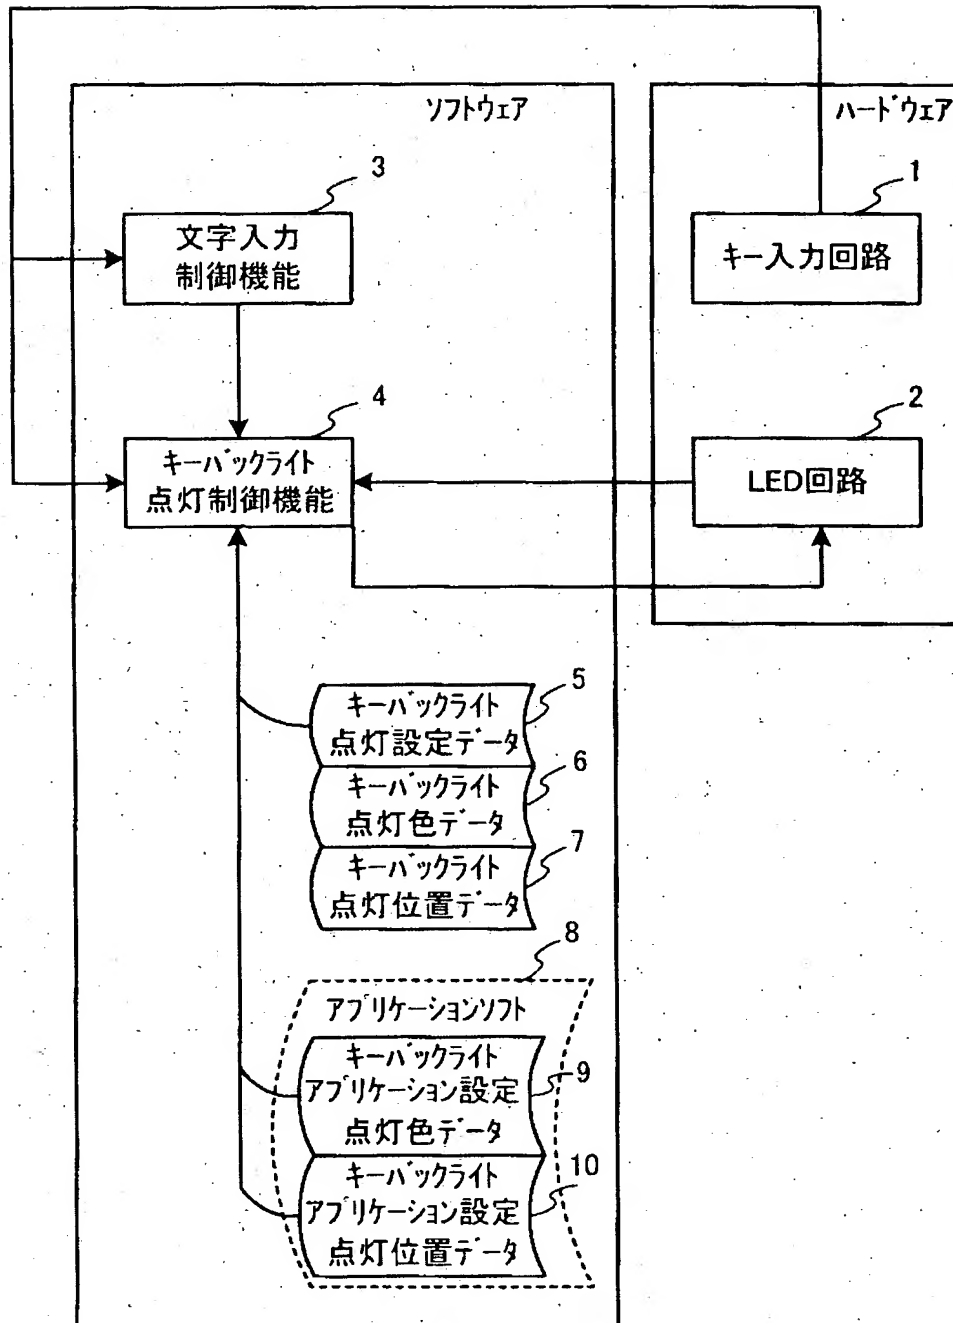 ソフトウェア
ハードウェア
3
文字入力
制御機能
1
キー入力回路
4
キーバックライト
点灯制御機能
2
LED回路
5
キーバックライト
点灯設定データ
6
キーバックライト
点灯色データ
7
キーバックライト
点灯位置データ
8
アプリケーションソフト
キーバックライト
アプリケーション設定
点灯色データ
9
キーバックライト
アプリケーション設定
点灯位置データ
10